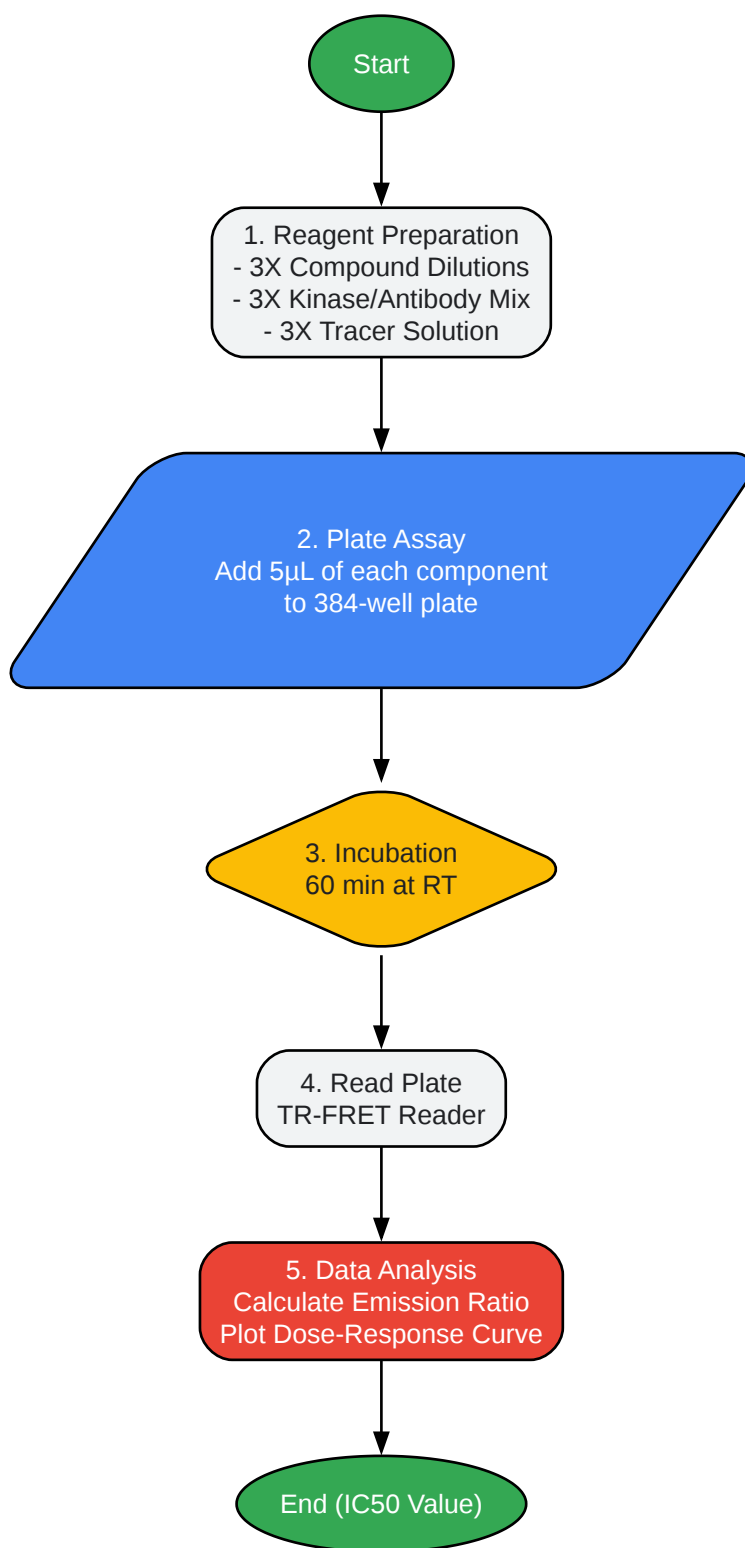 Start
1. Reagent Preparation
- 3X Compound Dilutions
- 3X Kinase/Antibody Mix
- 3X Tracer Solution
2. Plate Assay
Add 5µL of each component
to 384-well plate
3. Incubation
60 min at RT
4. Read Plate
TR-FRET Reader
5. Data Analysis
Calculate Emission Ratio
Plot Dose-Response Curve
End (IC50 Value)